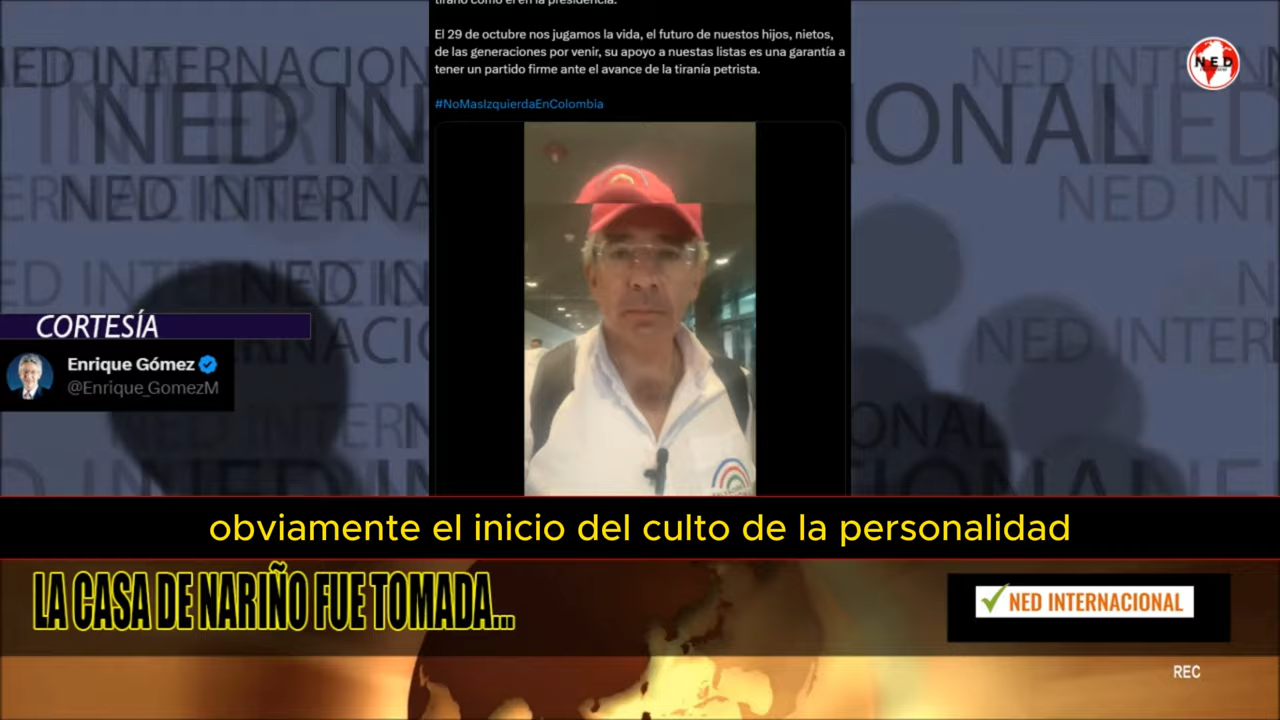 tirano como él en la presidencia.
El 29 de octubre nos jugamos la vida, el futuro de nuestros hijos, nietos,
de las generaciones por venir, su apoyo a nuestas listas es una garantía a
tener un partido firme ante el avance de la tiranía petrista.
#NoMasIzquierdaEnColombia
NED
CORTESÍA
Enrique Gómez
@Enrique_GomezM
obviamente el inicio del culto de la personalidad
LA CASA DE NARIÑO FUE TOMADA...
NED INTERNACIONAL
REC